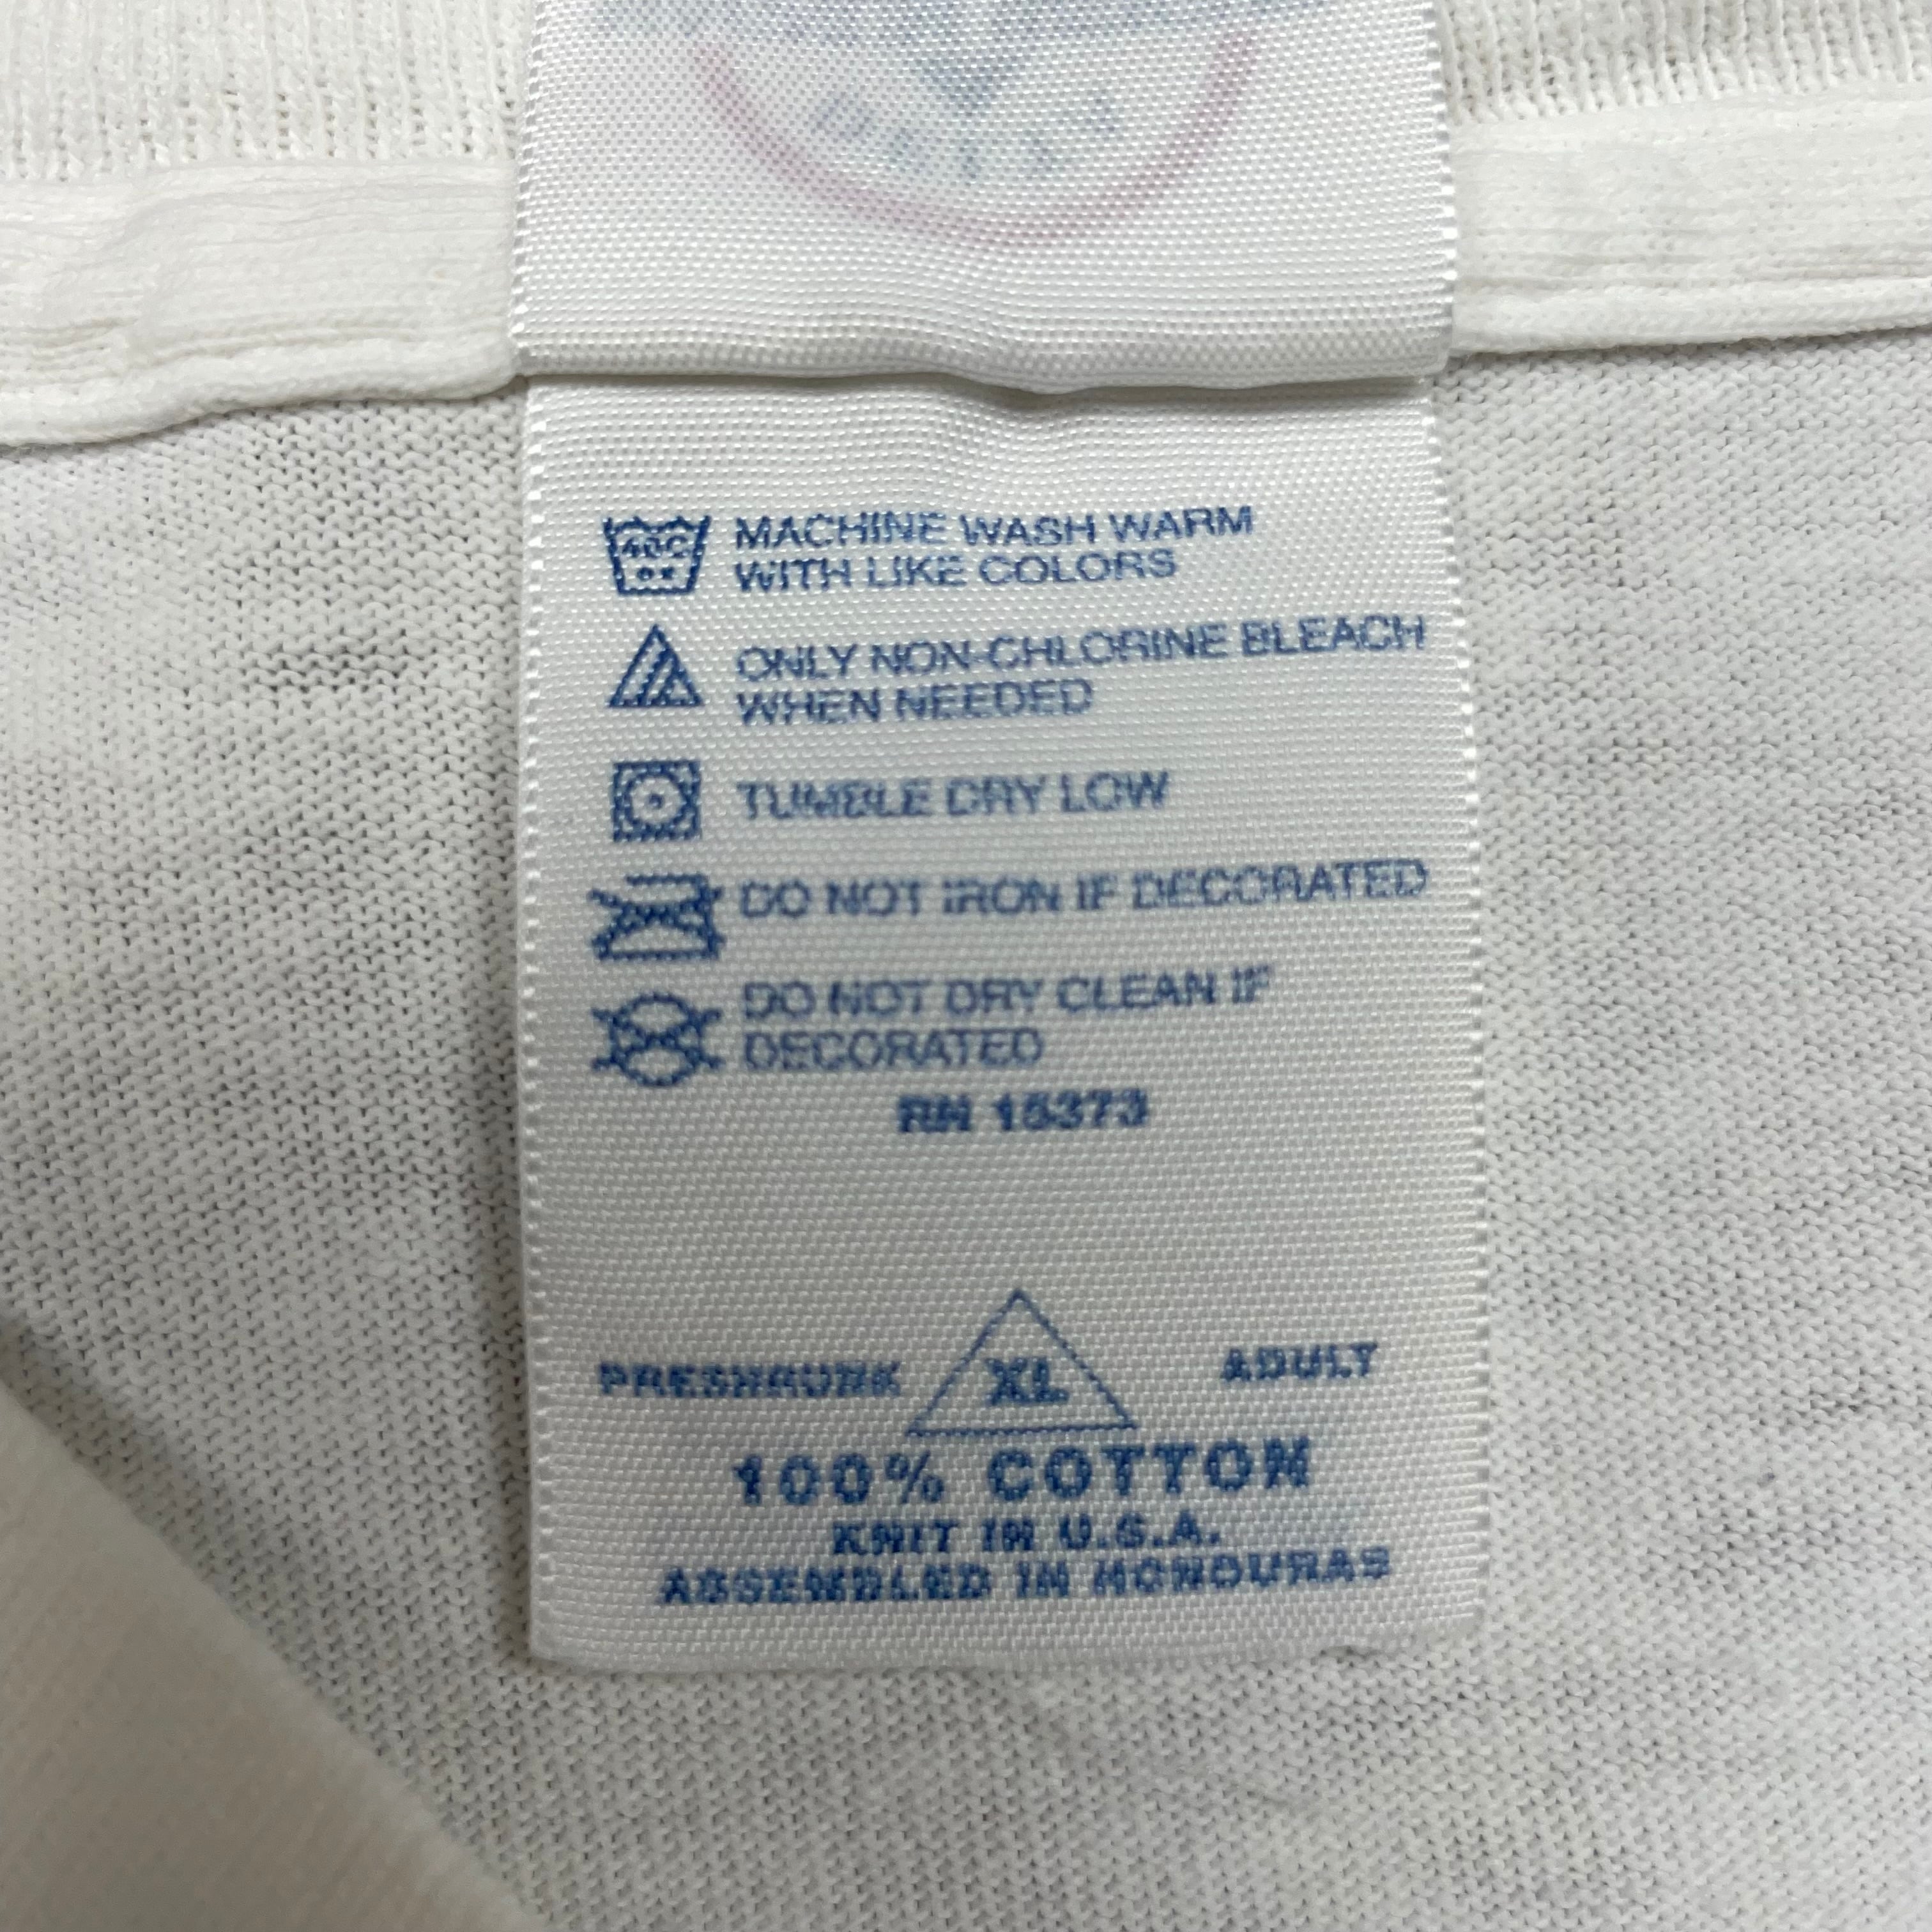 40C
OK
MACHINE WASH WARM
WITH LIKE COLORS
ONLY NON-CHLORINE BLEACH
WHEN NEEDED
TUMBLE DRY LOW
DO NOT IRON IF DECORATED
DO NOT DRY CLEAN IF
DECORATED
RN 15373
PRESHRUNK XL ADULT
100% COTTON
KNIT IN U.S.A.
ASSEMBLED IN HONDURAS